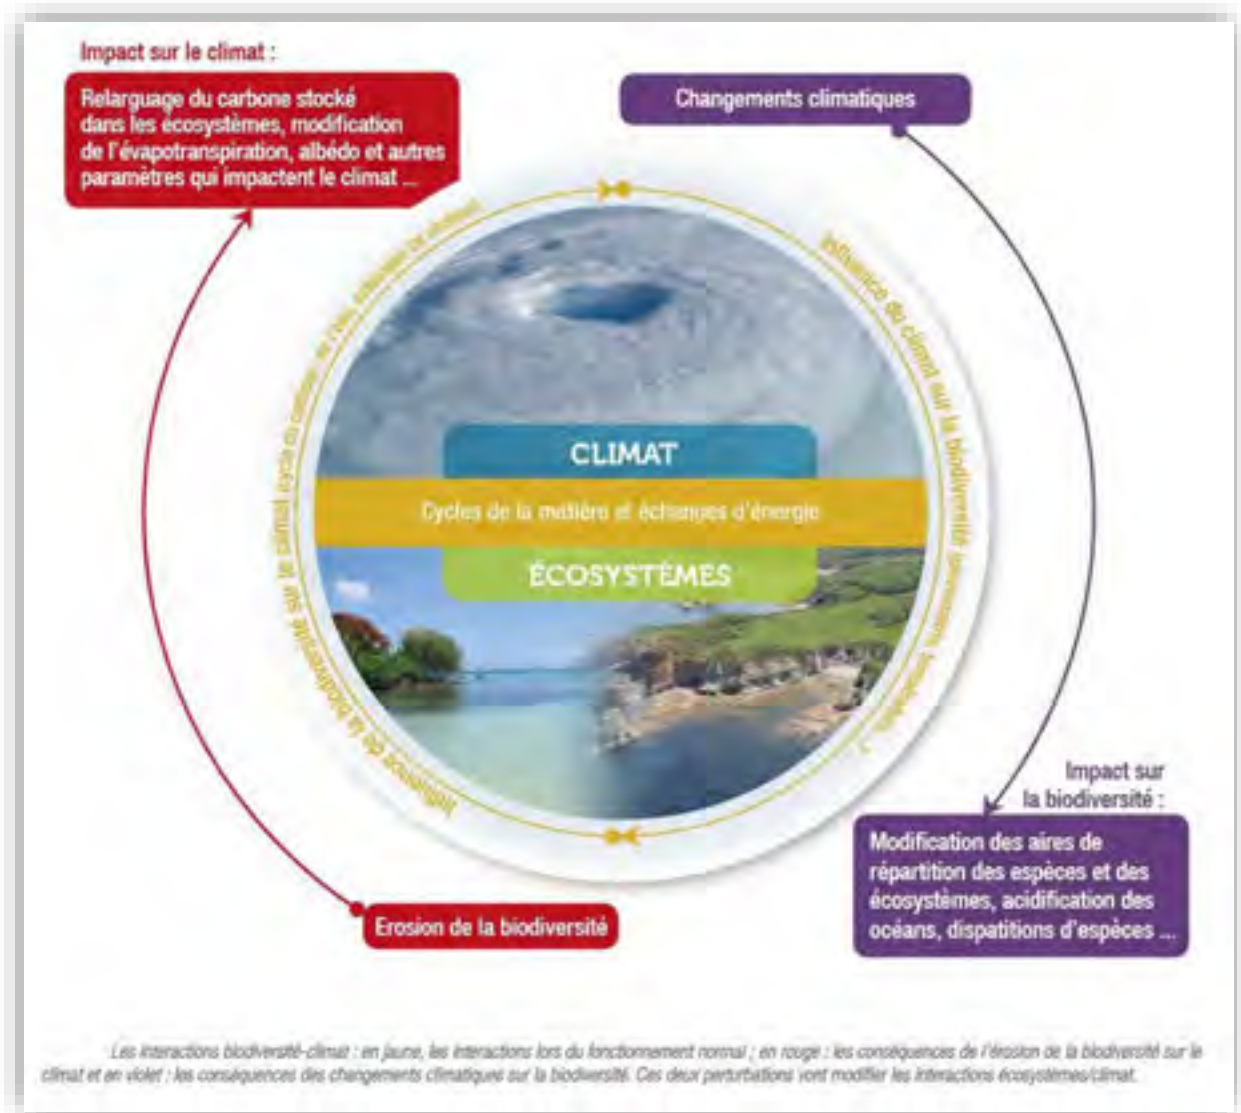 Impact sur le climat :
Relarguage du carbone stocké
dans les écosystèmes, modification
de l'évapotranspiration, albédo et autres
paramètres qui impactent le climat ...
Changements climatiques
Influence de la biodiversité sur le climat cycle du carbone, de l'eau,
Influence du climat sur la biodiversité
CLIMAT
Cycles de la matière et échanges d'énergie
ÉCOSYSTÈMES
Impact sur
la biodiversité :
Modification des aires de
répartition des espèces et des
écosystèmes, acidification des
océans, dispatitions d'espèces ...
Erosion de la biodiversité
Les interactions biodiversité-climat : en jaune, les interactions lors du fonctionnement normal ; en rouge : les conséquences de l'érosion de la biodiversité sur le
climat et en violet : les conséquences des changements climatiques sur la biodiversité. Ces deux perturbations vont modifier les interactions écosystèmes/climat.